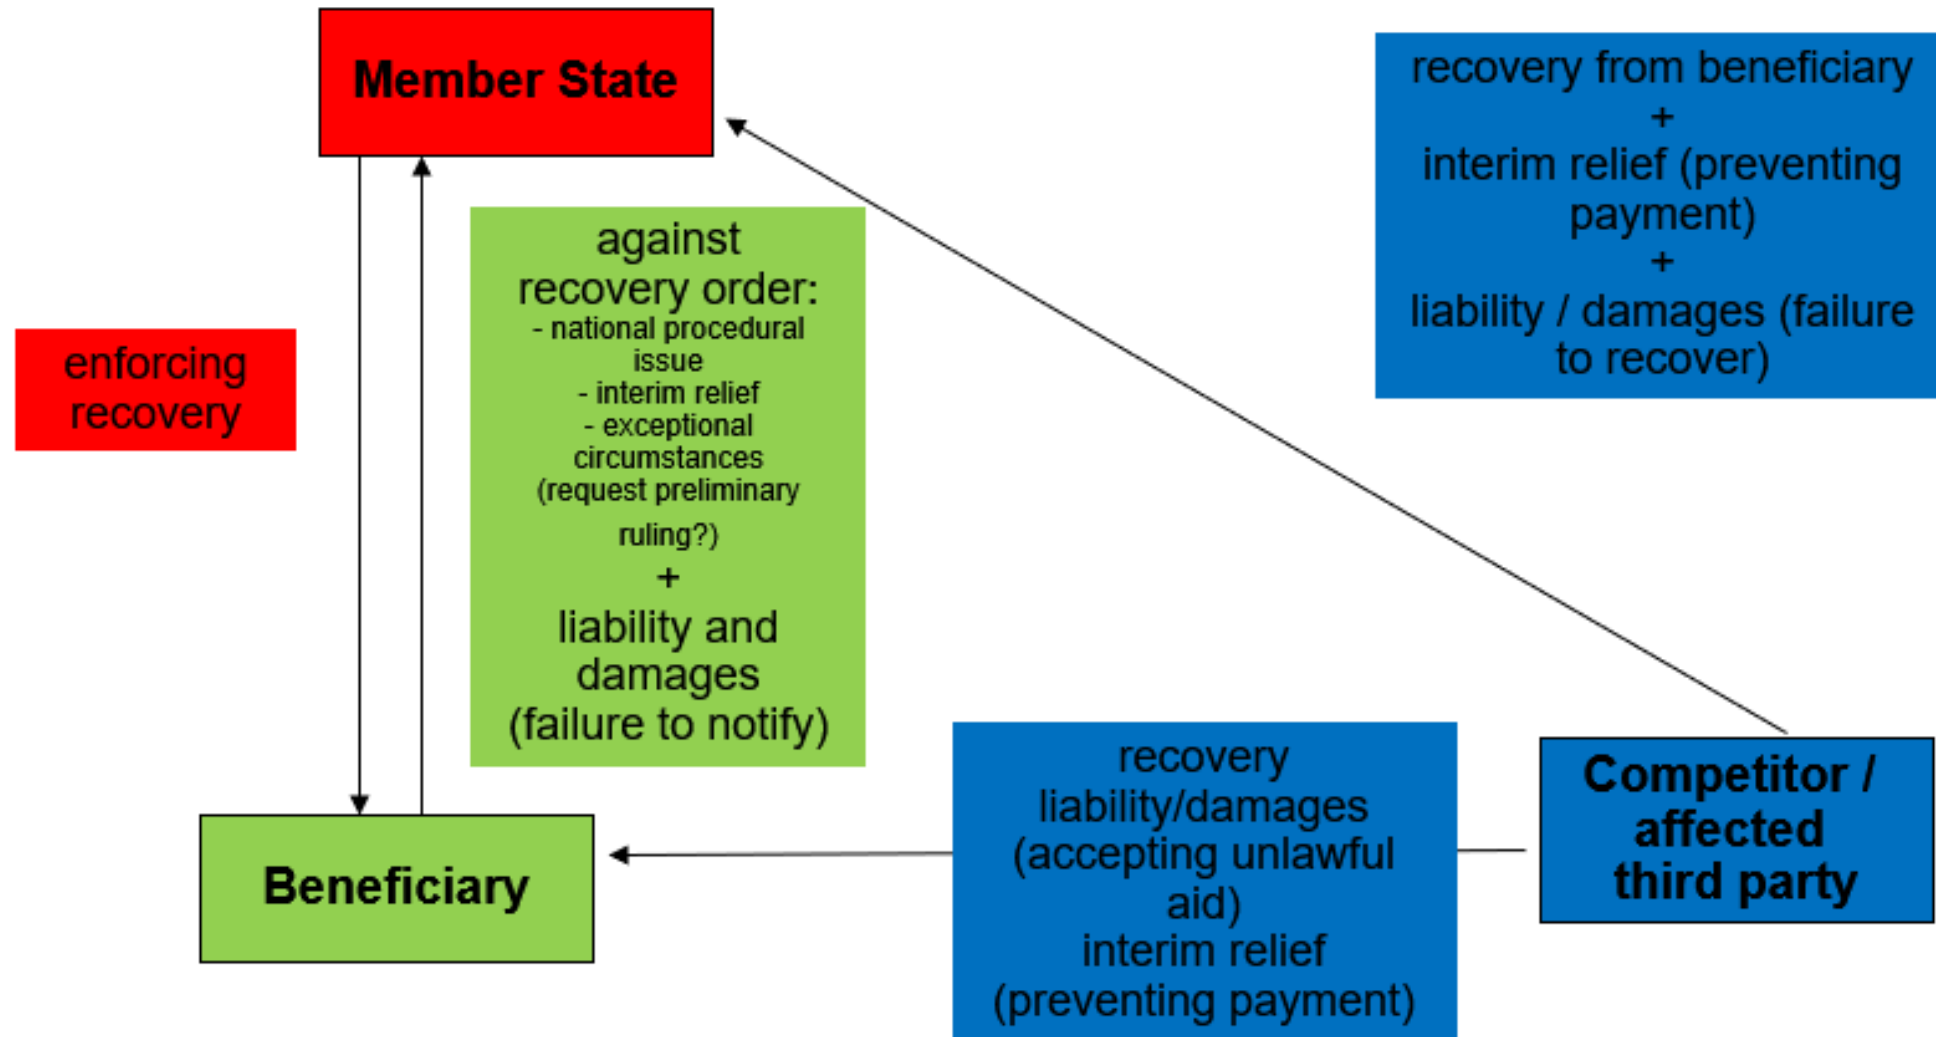 Member State
recovery from beneficiary
+
interim relief (preventing
payment)
+
liability / damages (failure
to recover)
against
recovery order:
- national procedural
issue
- interim relief
- exceptional
circumstances
(request preliminary
ruling?)
+
liability and
damages
(failure to notify)
enforcing
recovery
Beneficiary
recovery
liability/damages
(accepting unlawful
aid)
interim relief
(preventing payment)
Competitor /
affected
third party